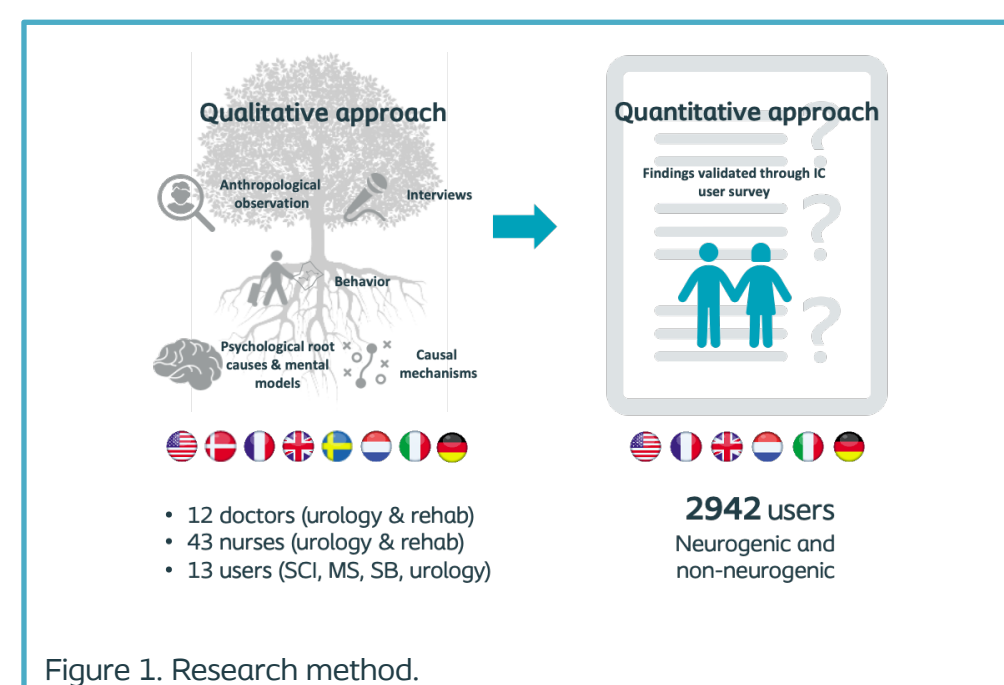 Qualitative approach
Anthropological
observation
Interviews
Behavior
Psychological root
causes & mental
models
Causal
mechanisms
• 12 doctors (urology & rehab)
• 43 nurses (urology & rehab)
• 13 users (SCI, MS, SB, urology)
Quantitative approach
Findings validated through IC
user survey
2942 users
Neurogenic and
non-neurogenic
Figure 1. Research method.